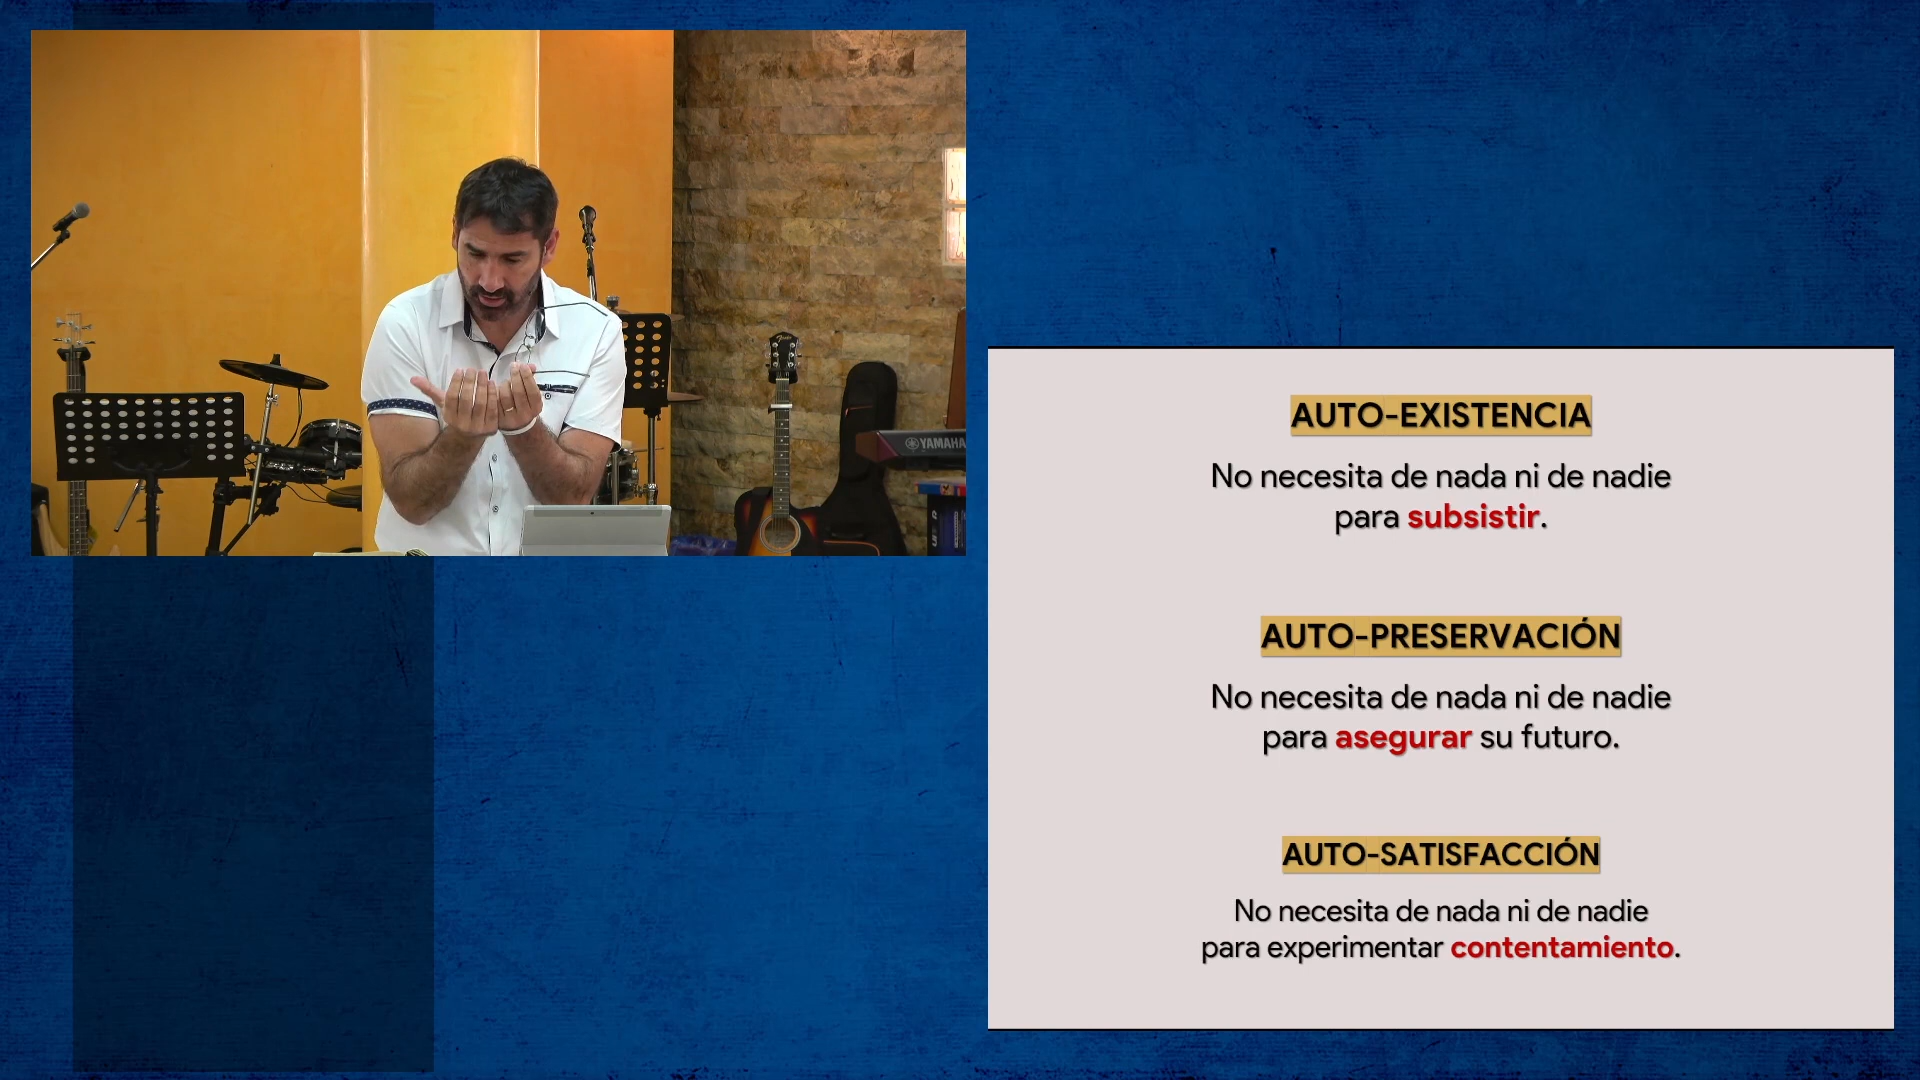 Fender
YAMAHA
AUTO-EXISTENCIA
No necesita de nada ni de nadie
para subsistir.
AUTO-PRESERVACIÓN
No necesita de nada ni de nadie
para asegurar su futuro.
AUTO-SATISFACCIÓN
No necesita de nada ni de nadie
para experimentar contentamiento.